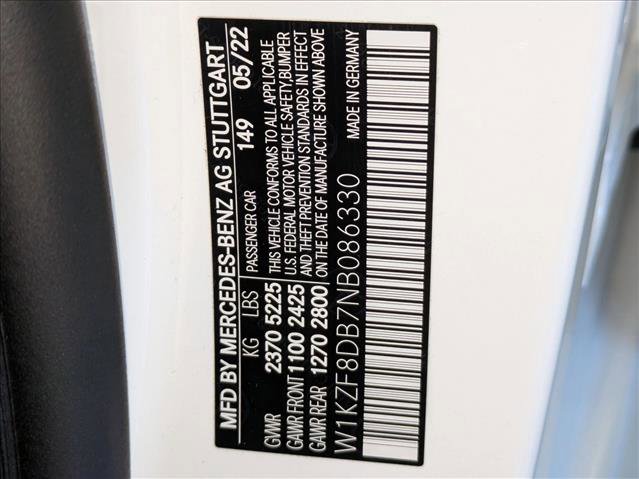 MFD BY MERCEDES-BENZ AG STUTTGART
KG LBS PASSENGER CAR 149 05/22
GVWR 2370 5225 THIS VEHICLE CONFORMS TO ALL APPLICABLE
GAWR FRONT 1100 2425 U.S. FEDERAL MOTOR VEHICLE SAFETY, BUMPER
GAWR REAR 1270 2800 AND THEFT PREVENTION STANDARDS IN EFFECT
ON THE DATE OF MANUFACTURE SHOWN ABOVE
W1KZF8DB7NB086330 MADE IN GERMANY